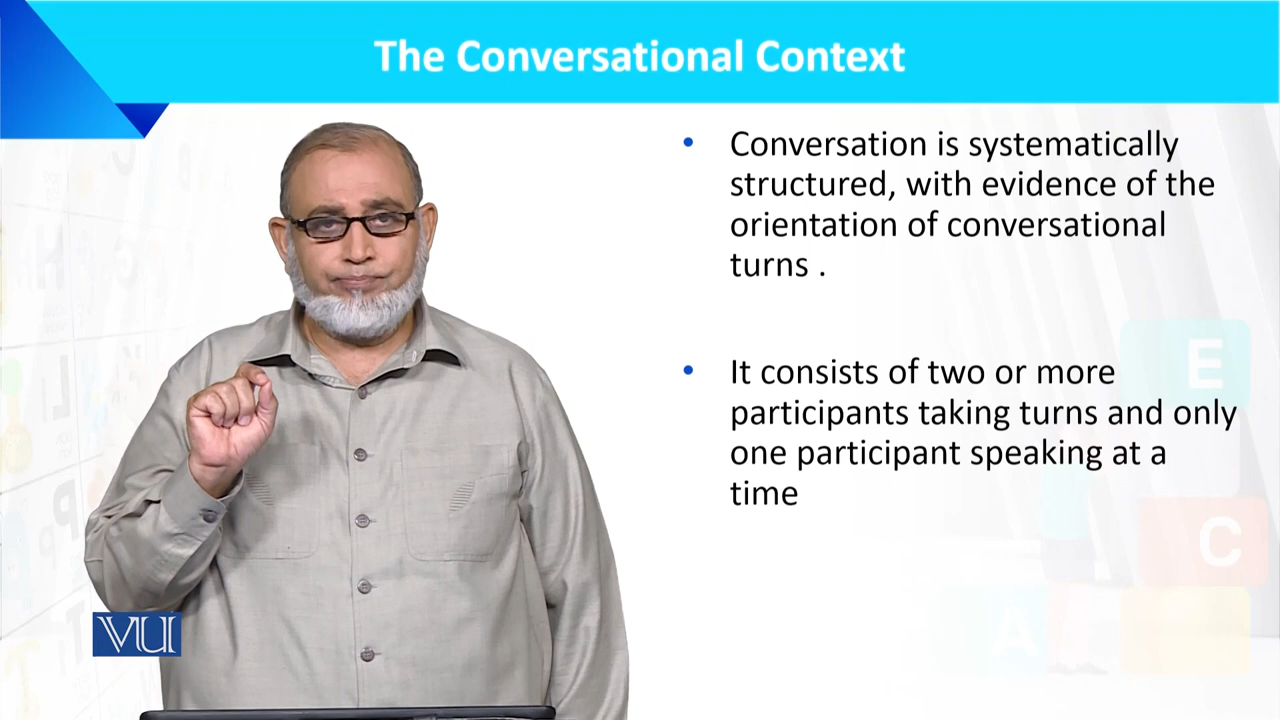 The Conversational Context
• Conversation is systematically
structured, with evidence of the
orientation of conversational
turns .
• It consists of two or more
participants taking turns and only
one participant speaking at a
time
E
C
A
VU